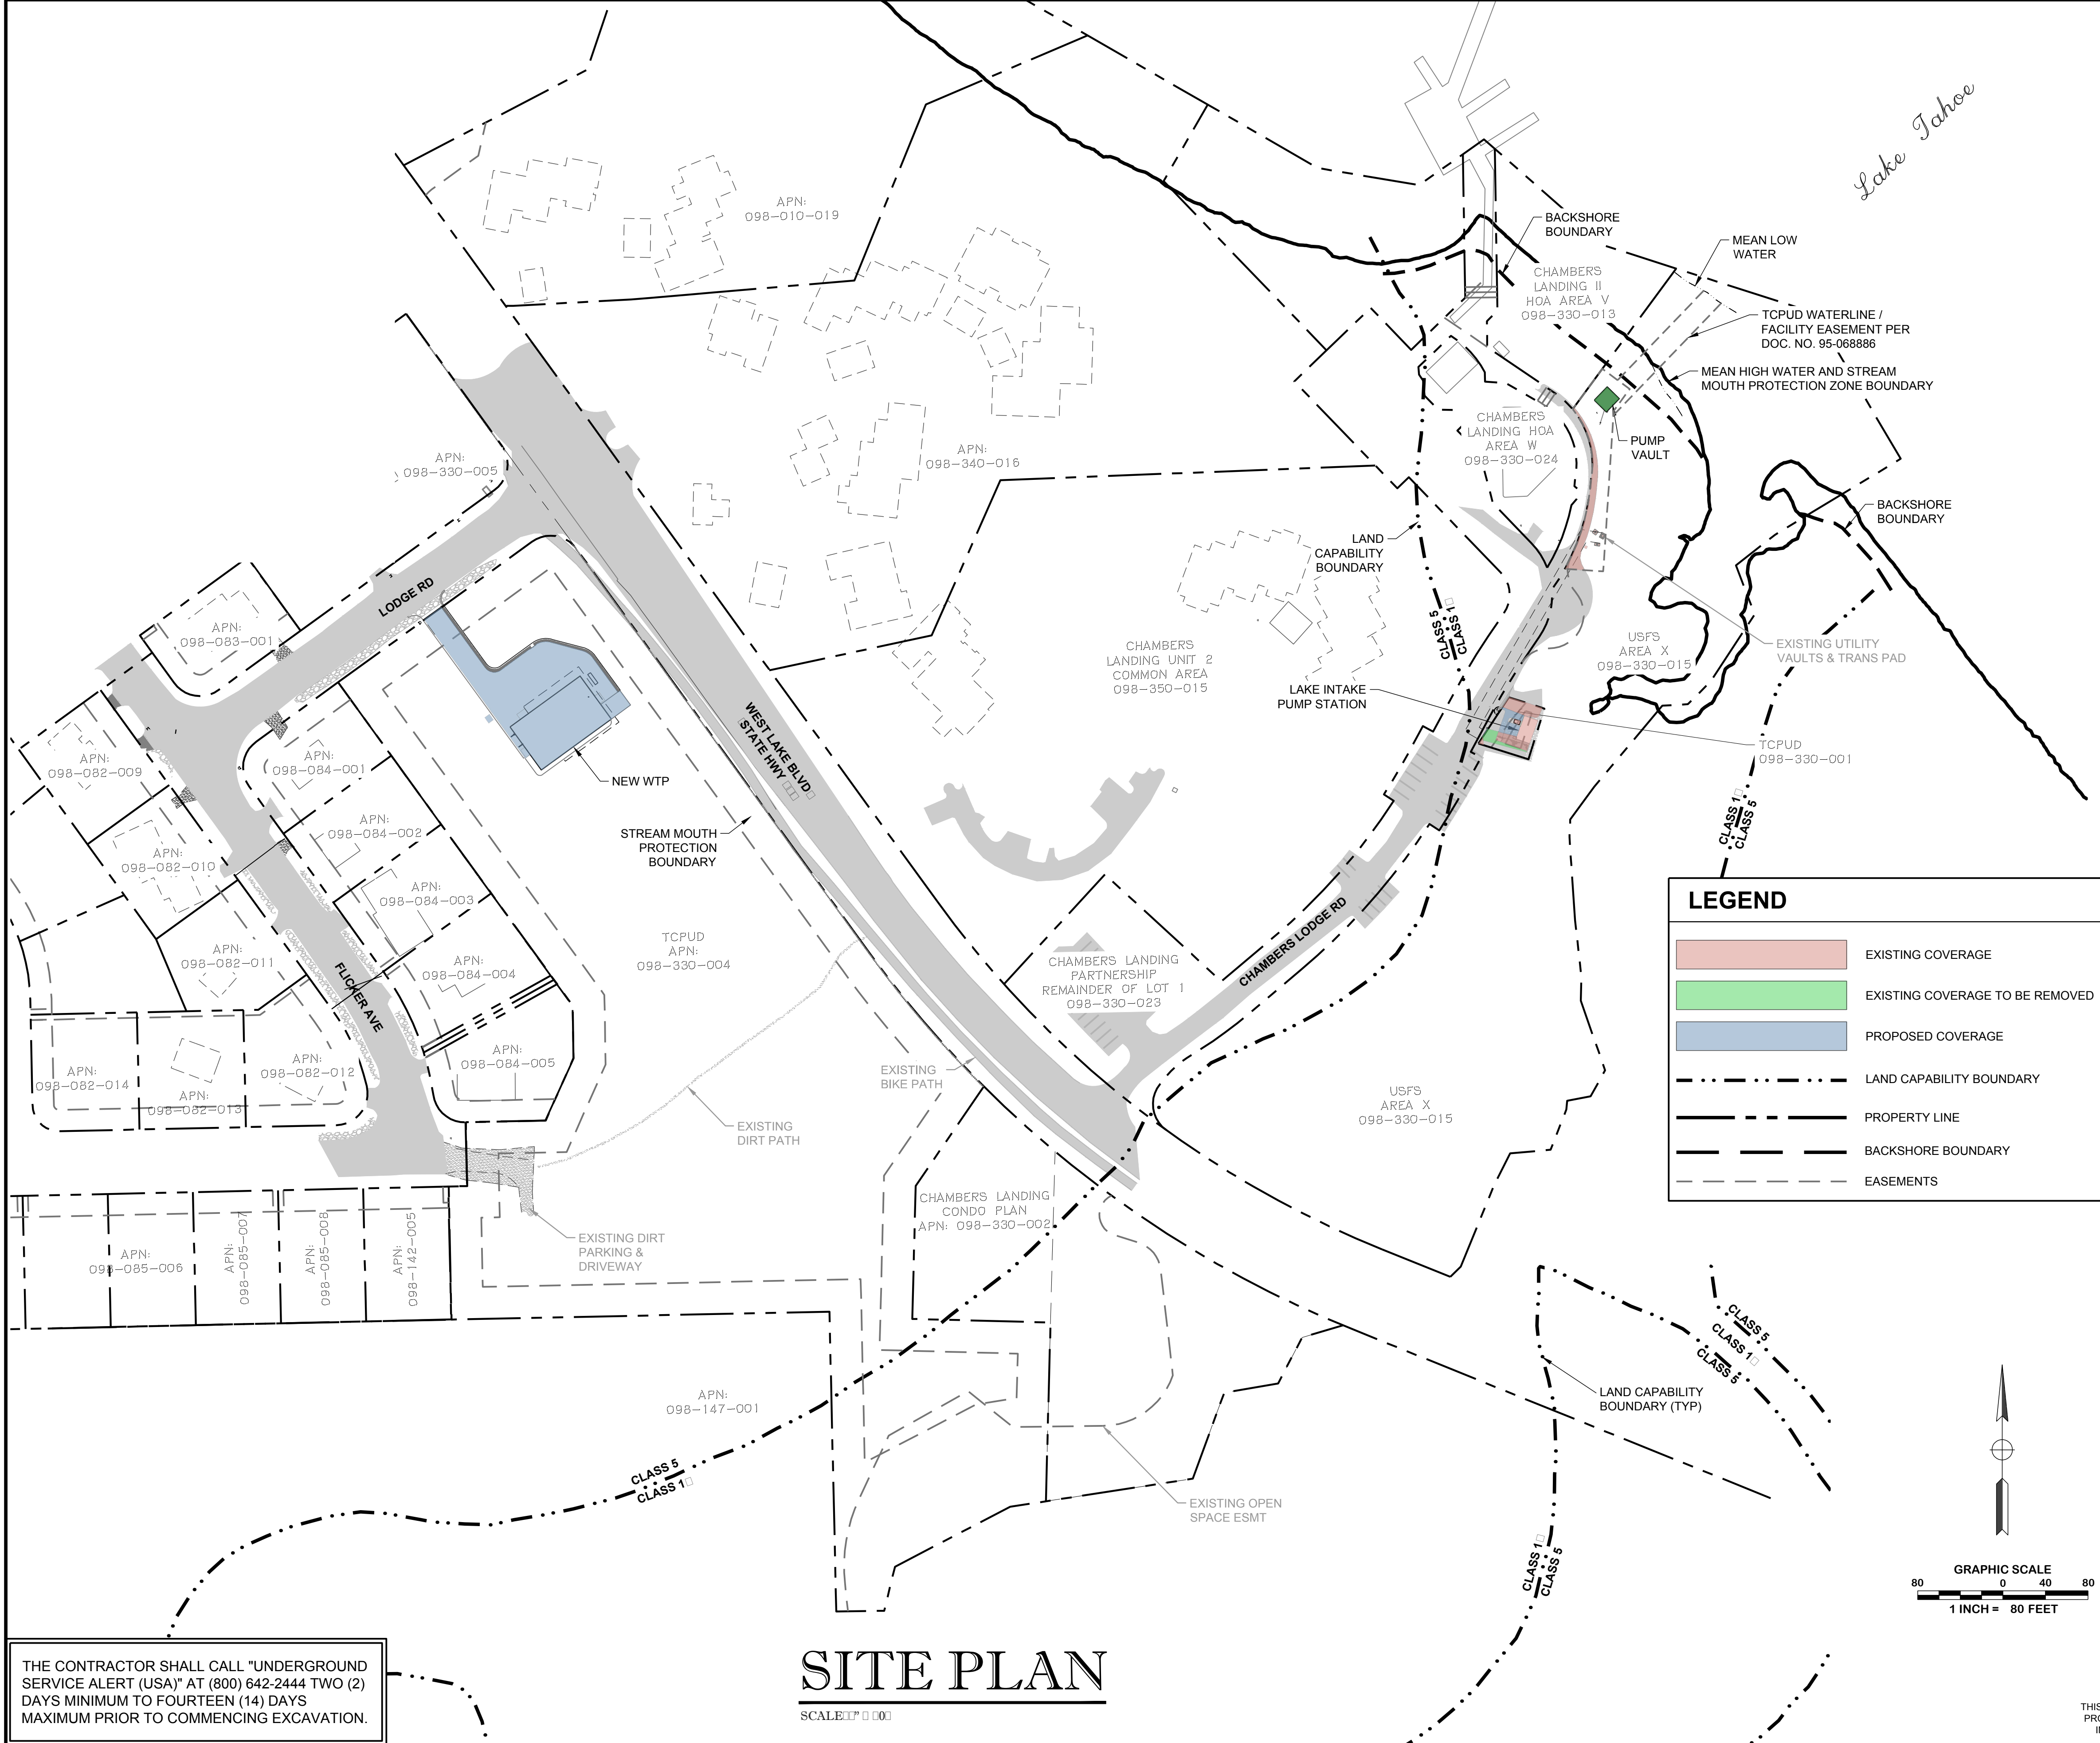 Lake Tahoe
APN:
098-010-019
BACKSHORE
BOUNDARY
MEAN LOW
WATER
CHAMBERS
LANDING II
HOA AREA V
098-330-013
TCPUD WATERLINE /
FACILITY EASEMENT PER
DOC. NO. 95-068886
MEAN HIGH WATER AND STREAM
MOUTH PROTECTION ZONE BOUNDARY
CHAMBERS
LANDING HOA
AREA W
098-330-024
PUMP
VAULT
APN:
098-330-005
APN:
098-340-016
BACKSHORE
BOUNDARY
LAND
CAPABILITY
BOUNDARY
LODGE RD
APN:
098-083-001
CLASS 5
CLASS 1
USFS
AREA X
098-330-015
EXISTING UTILITY
VAULTS & TRANS PAD
CHAMBERS
LANDING UNIT 2
COMMON AREA
098-350-015
LAKE INTAKE
PUMP STATION
WEST LAKE BLVD
STATE HWY
TCPUD
098-330-001
APN:
098-082-009
APN:
098-084-001
NEW WTP
APN:
098-084-002
STREAM MOUTH
PROTECTION
BOUNDARY
CLASS 1
CLASS 5
APN:
098-082-010
APN:
098-084-003
LEGEND
EXISTING COVERAGE
EXISTING COVERAGE TO BE REMOVED
PROPOSED COVERAGE
LAND CAPABILITY BOUNDARY
PROPERTY LINE
BACKSHORE BOUNDARY
EASEMENTS
TCPUD
APN:
098-330-004
APN:
098-082-011
APN:
098-084-004
FLICKER AVE
CHAMBERS LANDING
PARTNERSHIP
REMAINDER OF LOT 1
098-330-023
CHAMBERS LODGE RD
APN:
098-082-014
APN:
098-082-013
APN:
098-082-012
APN:
098-084-005
EXISTING
BIKE PATH
USFS
AREA X
098-330-015
EXISTING
DIRT PATH
CHAMBERS LANDING
CONDO PLAN
APN: 098-330-002
EXISTING DIRT
PARKING &
DRIVEWAY
APN:
098-085-006
APN:
098-085-007
APN:
098-085-008
APN:
098-142-005
CLASS 5
CLASS 1
CLASS 5
LAND CAPABILITY
BOUNDARY (TYP)
APN:
098-147-001
CLASS 5
CLASS 1
EXISTING OPEN
SPACE ESMT
CLASS 1
CLASS 5
GRAPHIC SCALE
80 0 40 80
1 INCH = 80 FEET
THE CONTRACTOR SHALL CALL "UNDERGROUND
SERVICE ALERT (USA)" AT (800) 642-2444 TWO (2)
DAYS MINIMUM TO FOURTEEN (14) DAYS
MAXIMUM PRIOR TO COMMENCING EXCAVATION.
SITE PLAN
SCALE